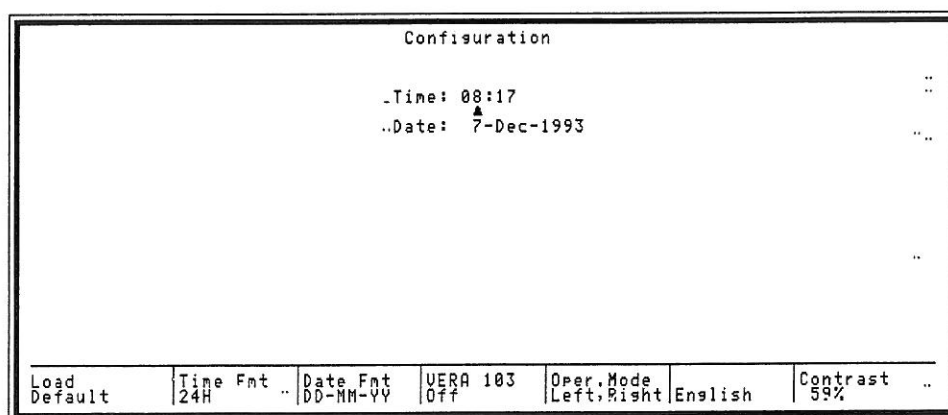 Configuration
Time: 08:17
Date: 7-Dec-1993
Load Default
Time Fmt 24H
Date Fmt DD-MM-YY
VERA 103 Off
Oper.Mode Left,Right
English
Contrast 59%